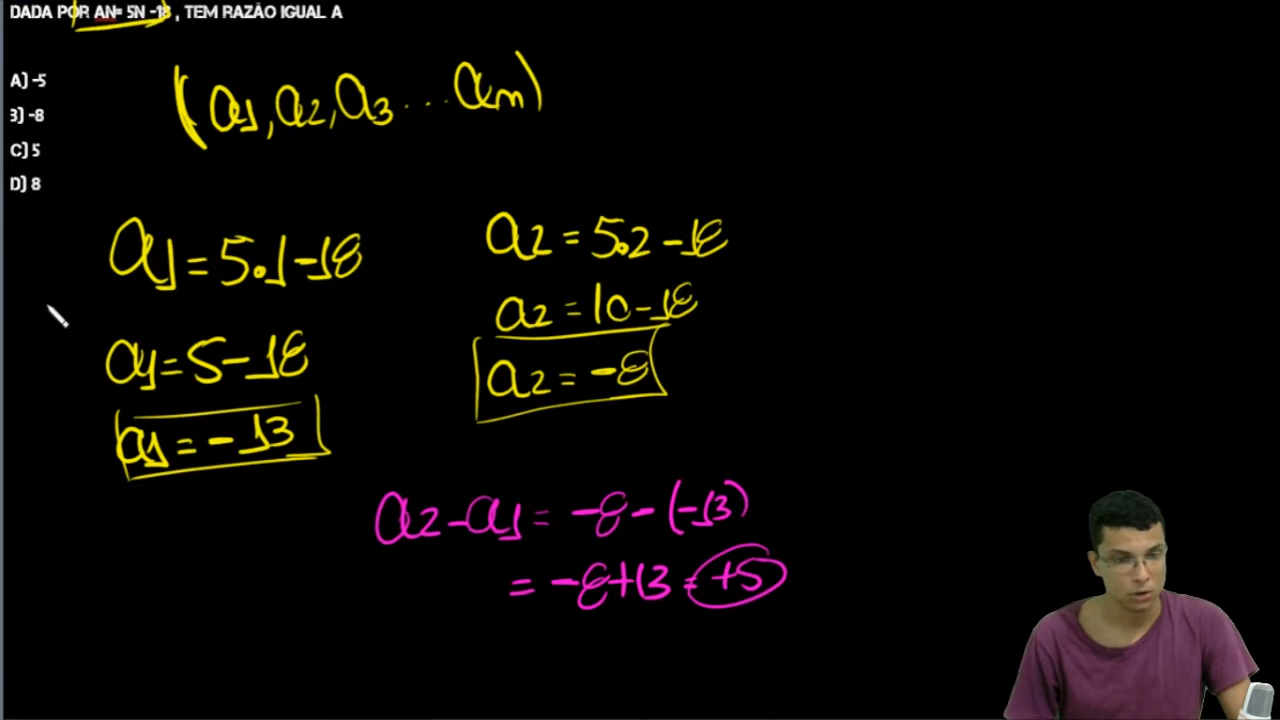 DADA POR AN= 5N -18 , TEM RAZÃO IGUAL A
A) -5
B) -8
C) 5
D) 8
(a1, a2, a3 ... an)
a1 = 5.1-18
a1 = 5-18
a1 = -13
a2 = 5.2-18
a2 = 10-18
a2 = -8
a2-a1 = -8-(-13)
= -8+13 = +5